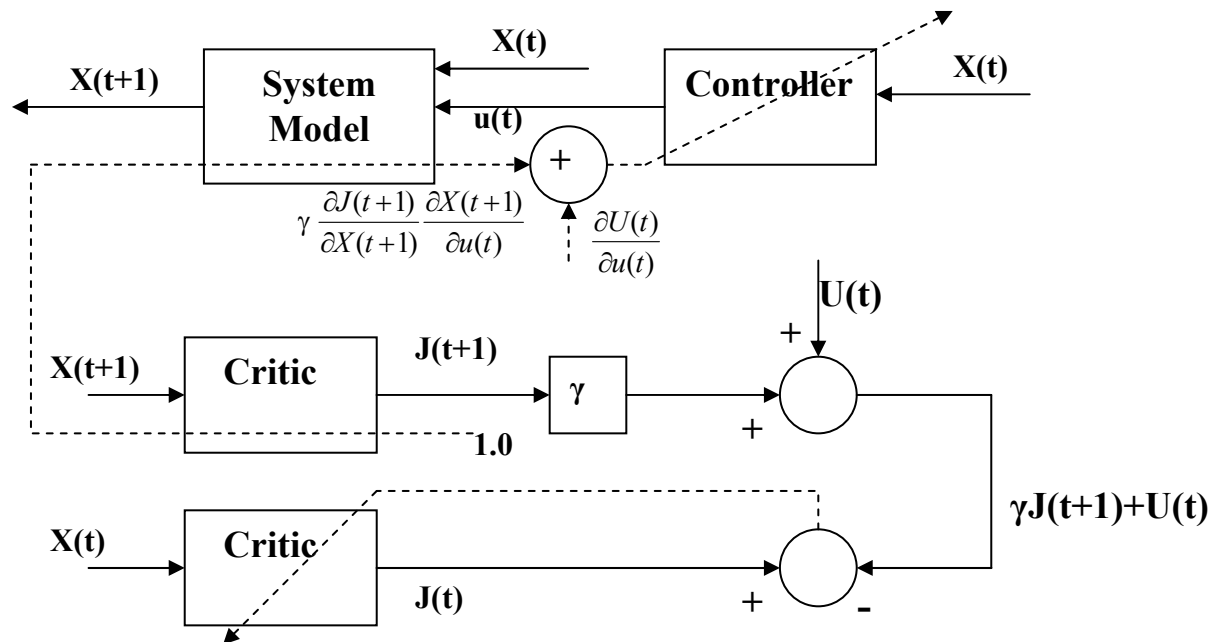 X(t)
X(t+1)
System
Model
Controller
X(t)
u(t)
+
γ ∂J(t+1)/∂X(t+1) ∂X(t+1)/∂u(t)
∂U(t)/∂u(t)
U(t)
+
X(t+1)
Critic
J(t+1)
γ
+
1.0
γJ(t+1)+U(t)
X(t)
Critic
J(t)
+
-